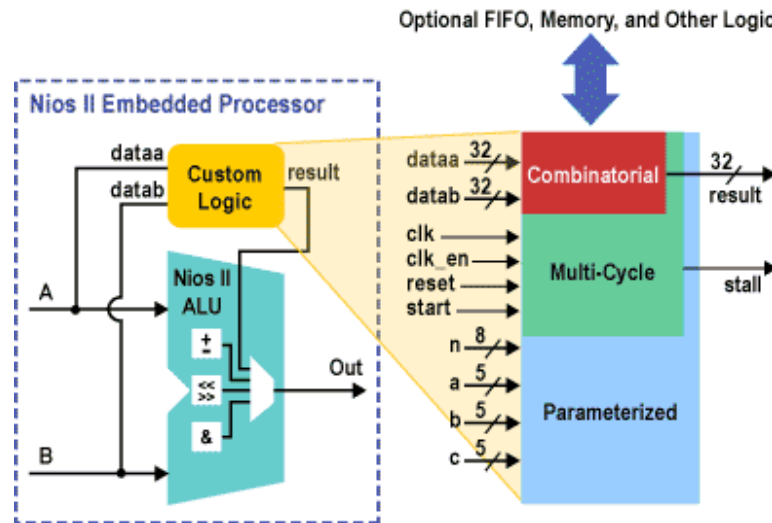 Optional FIFO, Memory, and Other Logic
Nios II Embedded Processor
dataa
datab
Custom
Logic
result
A
Nios II
ALU
+
-
<<
>>
&
Out
B
dataa 32
datab 32
clk
clk_en
reset
start
n 8
a 5
b 5
c 5
Combinatorial
Multi-Cycle
Parameterized
32
result
stall